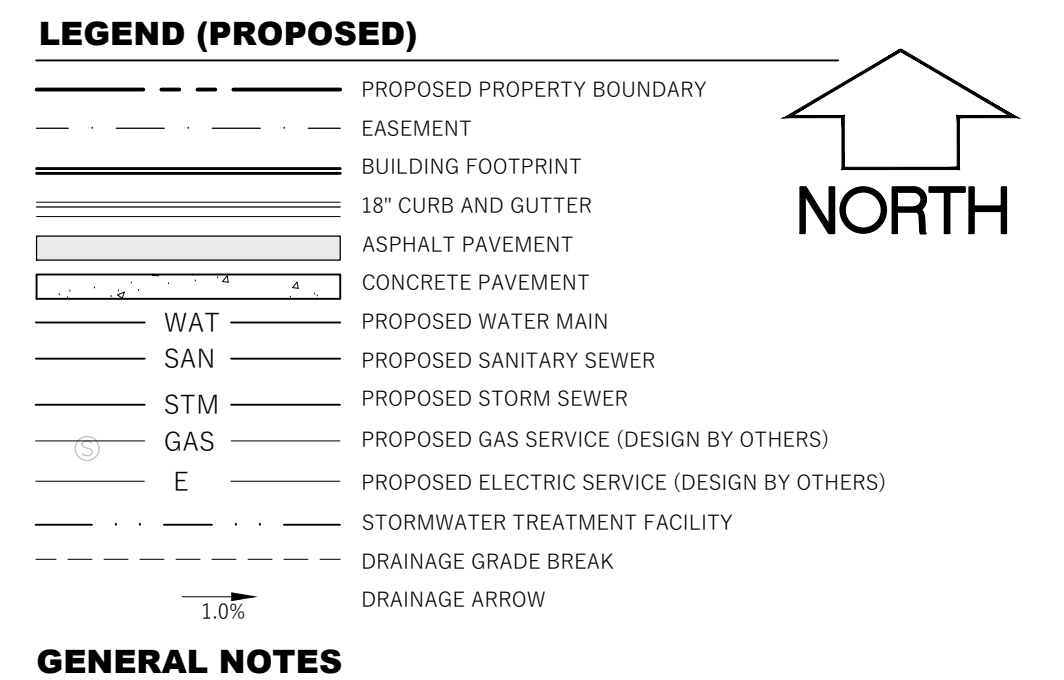 LEGEND (PROPOSED)
PROPOSED PROPERTY BOUNDARY
EASEMENT
BUILDING FOOTPRINT
NORTH
18" CURB AND GUTTER
ASPHALT PAVEMENT
CONCRETE PAVEMENT
WAT PROPOSED WATER MAIN
SAN PROPOSED SANITARY SEWER
STM PROPOSED STORM SEWER
S GAS PROPOSED GAS SERVICE (DESIGN BY OTHERS)
E PROPOSED ELECTRIC SERVICE (DESIGN BY OTHERS)
STORMWATER TREATMENT FACILITY
DRAINAGE GRADE BREAK
1.0% DRAINAGE ARROW
GENERAL NOTES